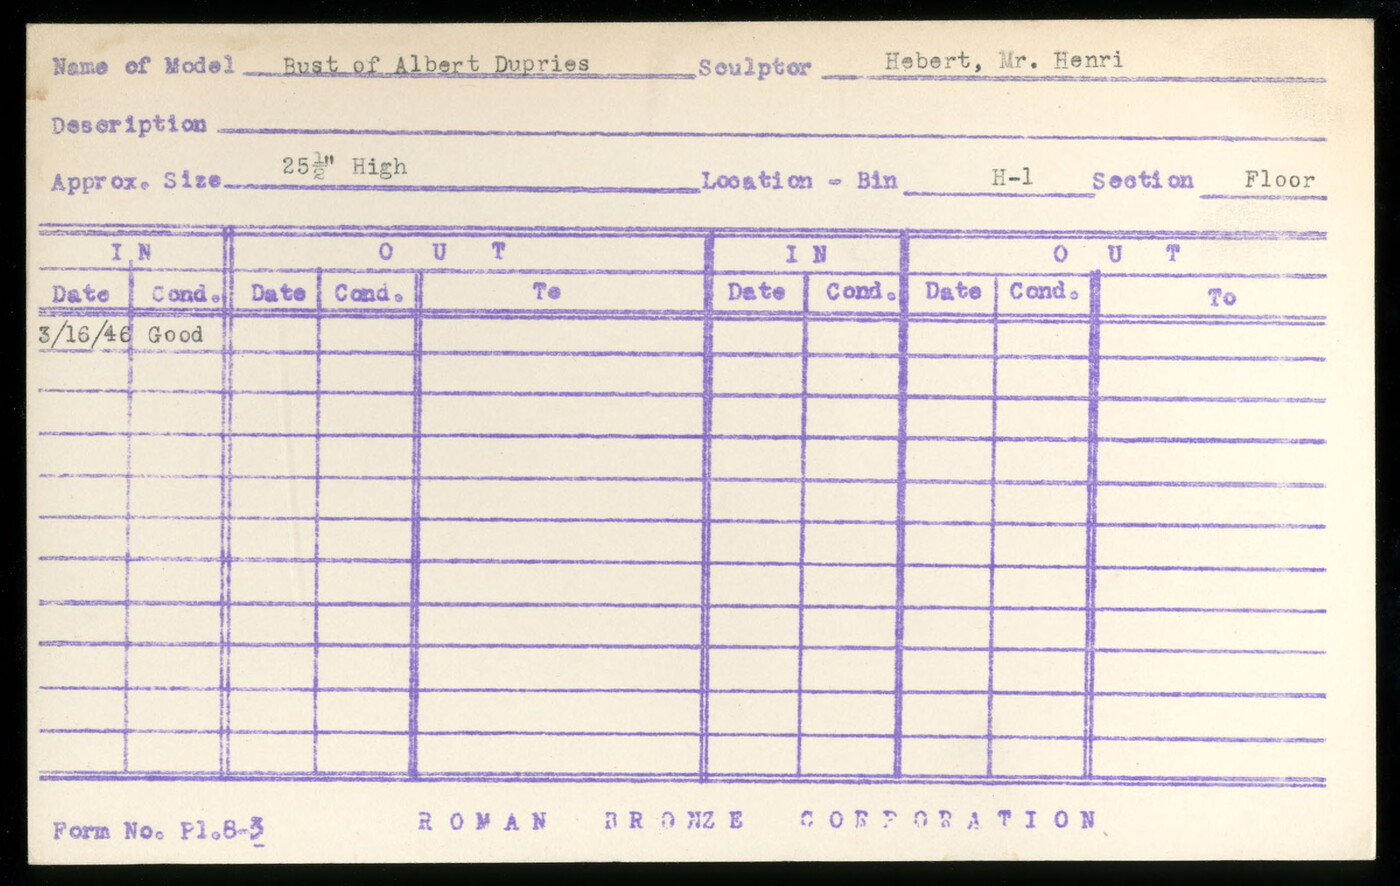 Name of Model Bust of Albert Dupries Sculptor Hebert, Mr. Henri
Description
Approx. Size 25½" High Location - Bin H-1 Section Floor
IN OUT IN OUT
Date Cond. Date Cond. To Date Cond. Date Cond. To
3/16/46 Good
Form No. Pl.8-3 ROMAN BRONZE CORPORATION